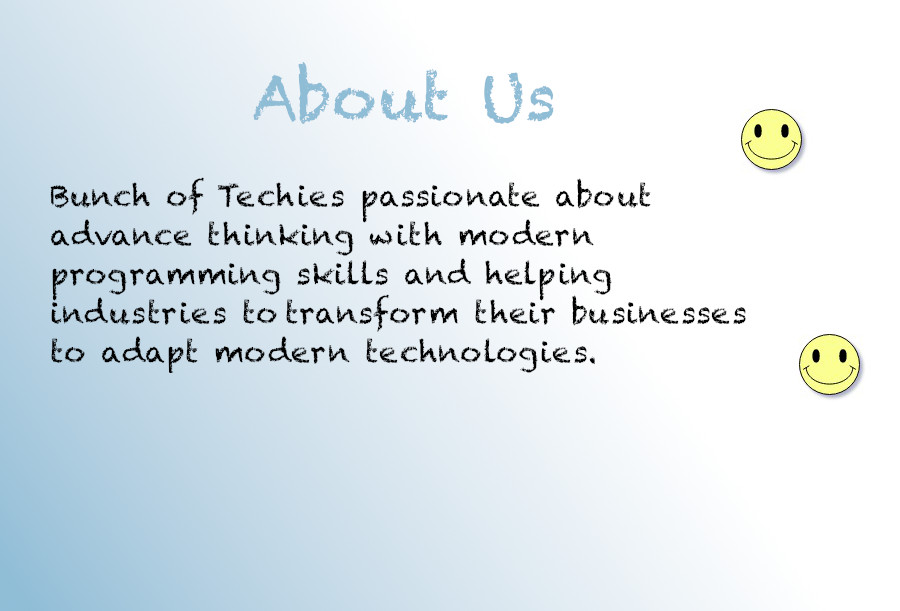 About Us
Bunch of Techies passionate about
advance thinking with modern
programming skills and helping
industries to transform their businesses
to adapt modern technologies.